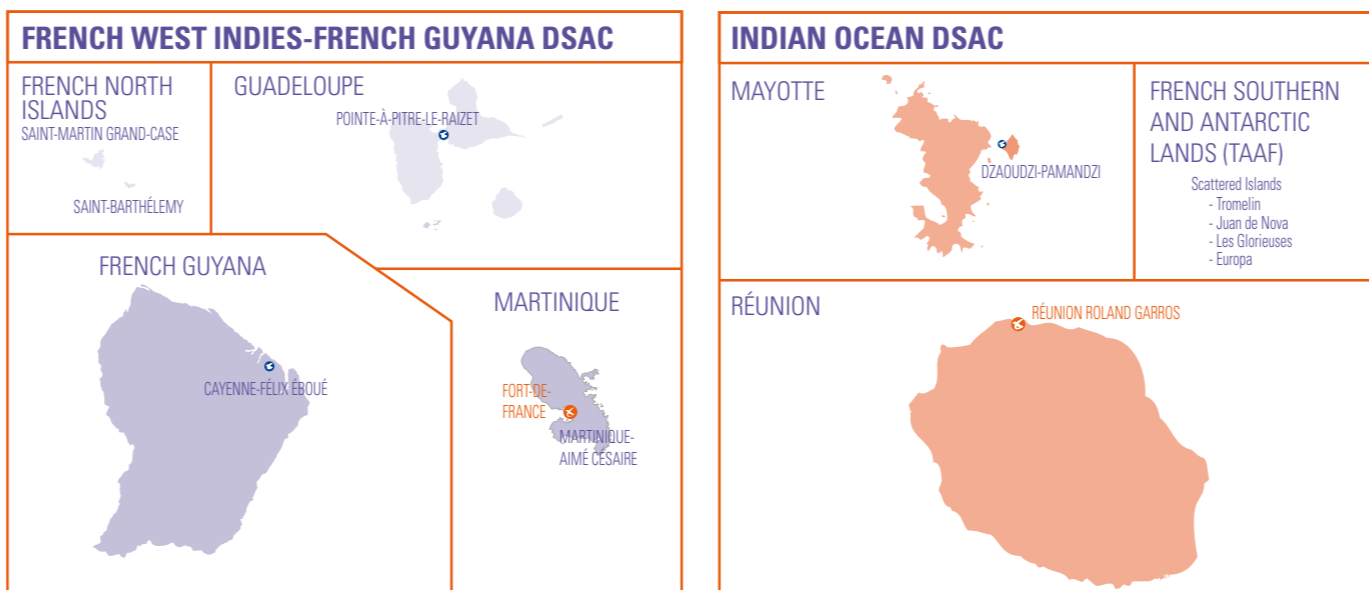 FRENCH WEST INDIES-FRENCH GUYANA DSAC
FRENCH NORTH
ISLANDS
SAINT-MARTIN GRAND-CASE
SAINT-BARTHÉLEMY
GUADELOUPE
POINTE-À-PITRE-LE-RAIZET
FRENCH GUYANA
CAYENNE-FÉLIX ÉBOUÉ
MARTINIQUE
FORT-DE-
FRANCE
MARTINIQUE-
AIMÉ CÉSAIRE
INDIAN OCEAN DSAC
MAYOTTE
DZAOUDZI-PAMANDZI
FRENCH SOUTHERN
AND ANTARCTIC
LANDS (TAAF)
Scattered Islands
- Tromelin
- Juan de Nova
- Les Glorieuses
- Europa
RÉUNION
RÉUNION ROLAND GARROS